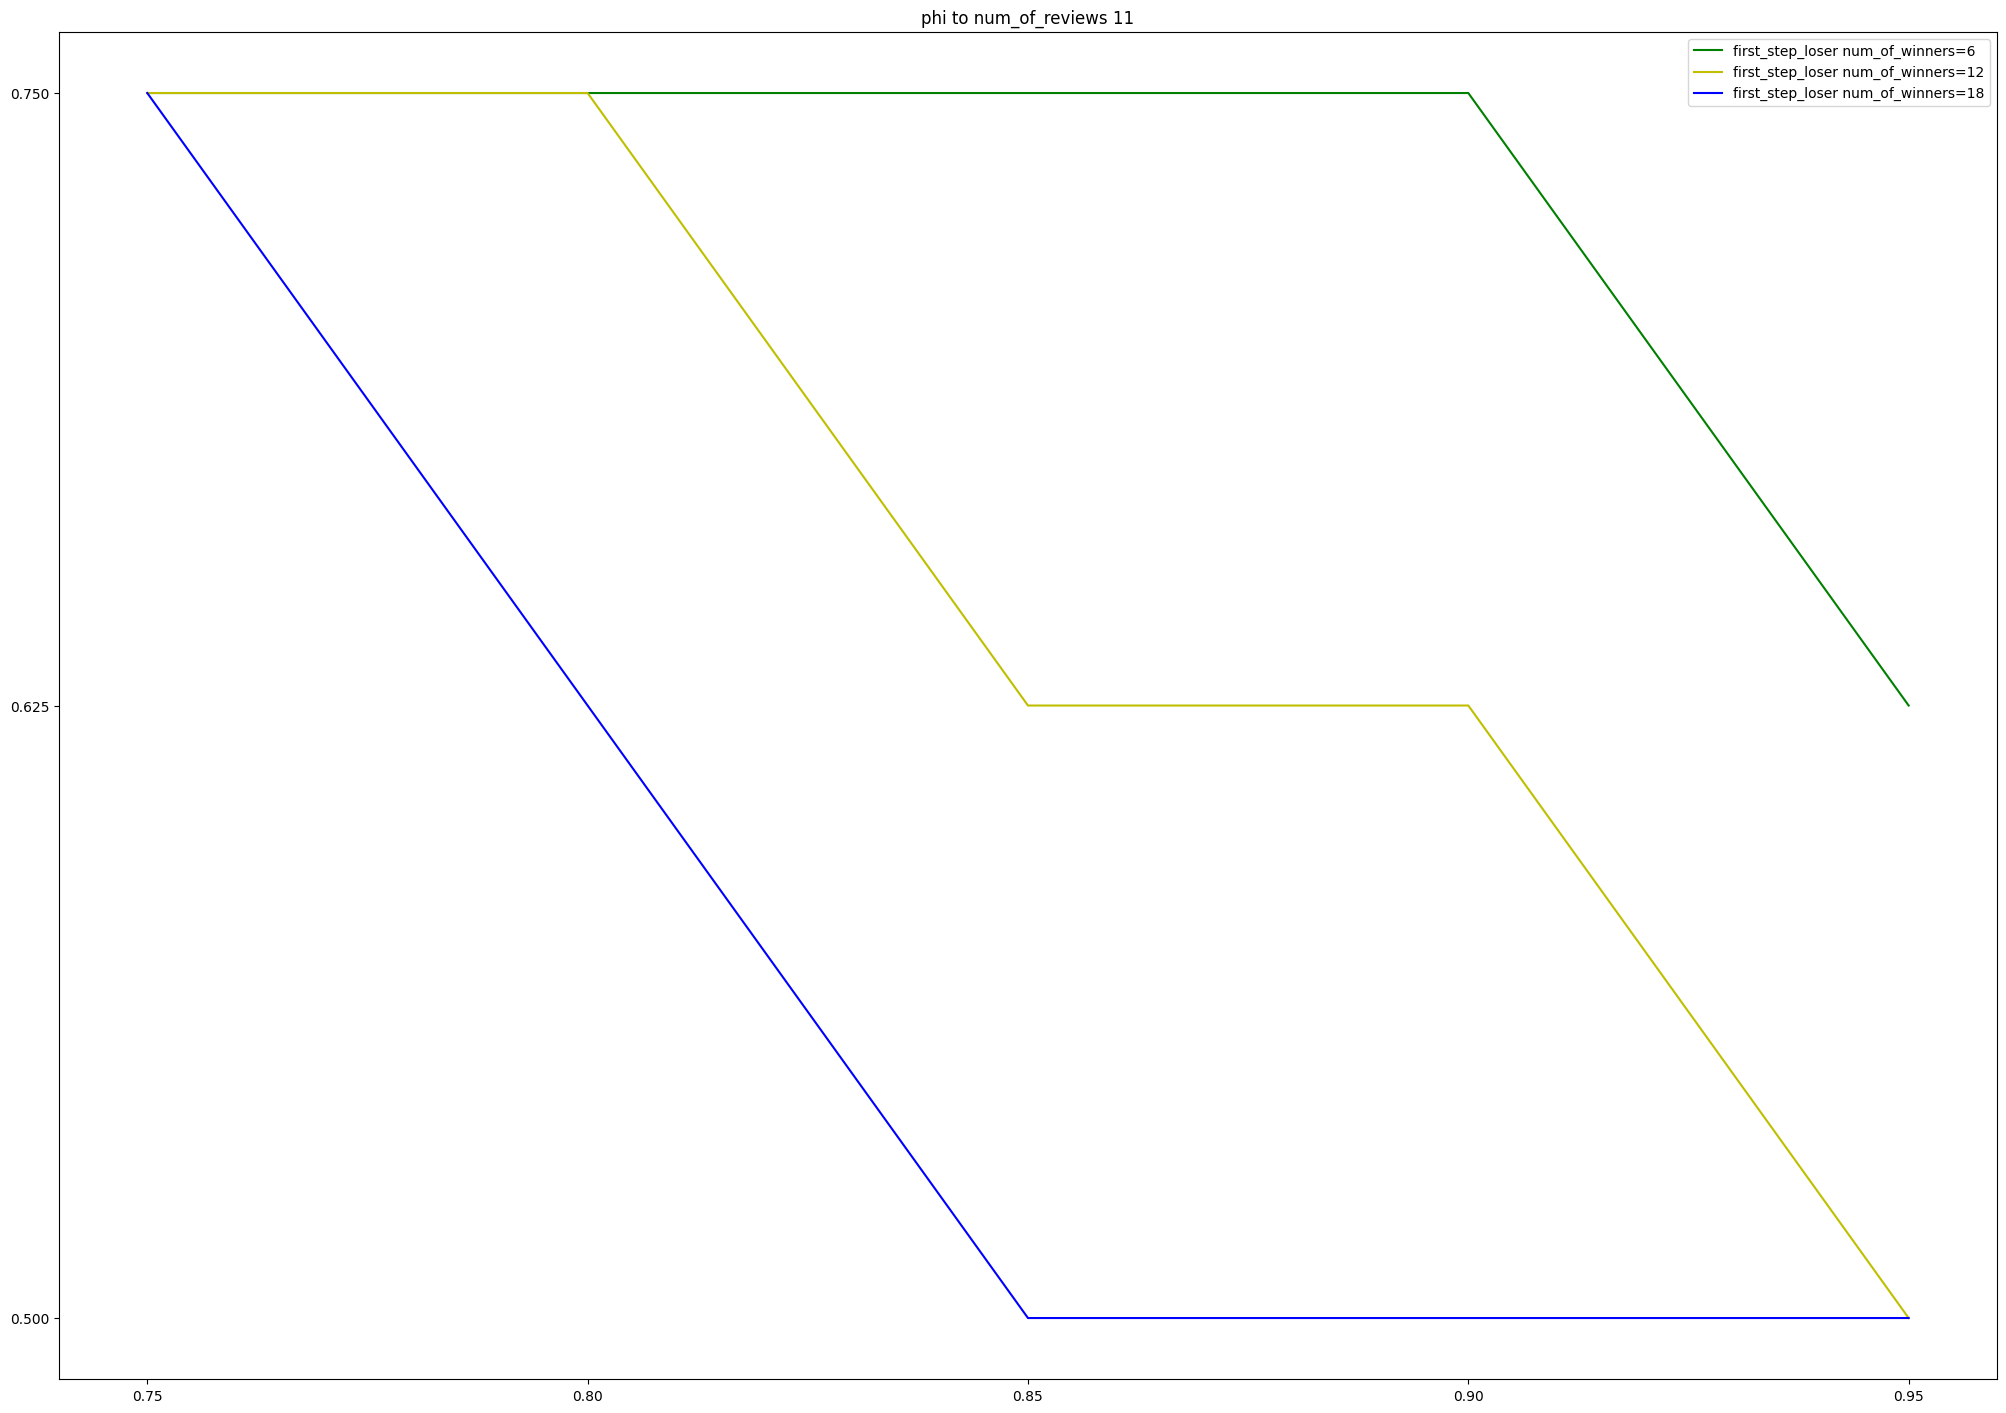 phi to num_of_reviews 11
first_step_loser num_of_winners=6
first_step_loser num_of_winners=12
first_step_loser num_of_winners=18
0.750
0.625
0.500
0.75 0.80 0.85 0.90 0.95